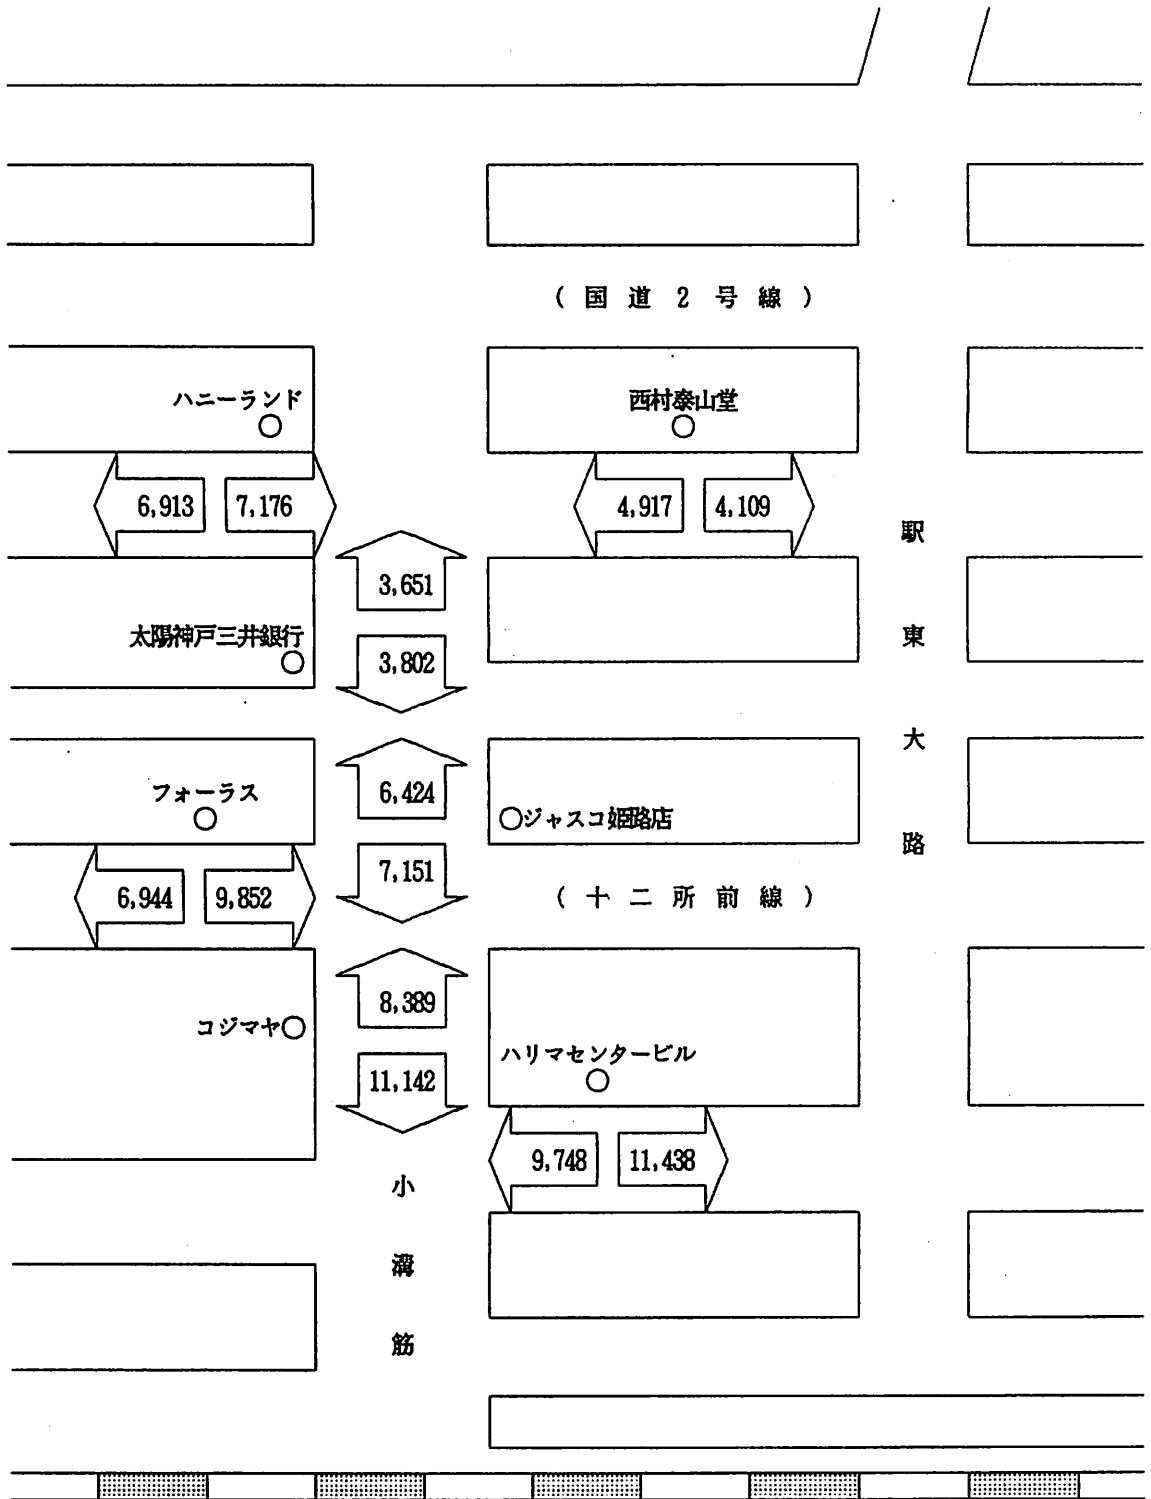 (国道2号線)
ハニーランド
西村泰山堂
6,913
7,176
4,917
4,109
3,651
太陽神戸三井銀行
3,802
フォーラス
6,424
ジャスコ姫路店
7,151
6,944
9,852
(十二所前線)
8,389
コジマヤ
ハリマセンタービル
11,142
9,748
11,438
小溝筋
駅東大路